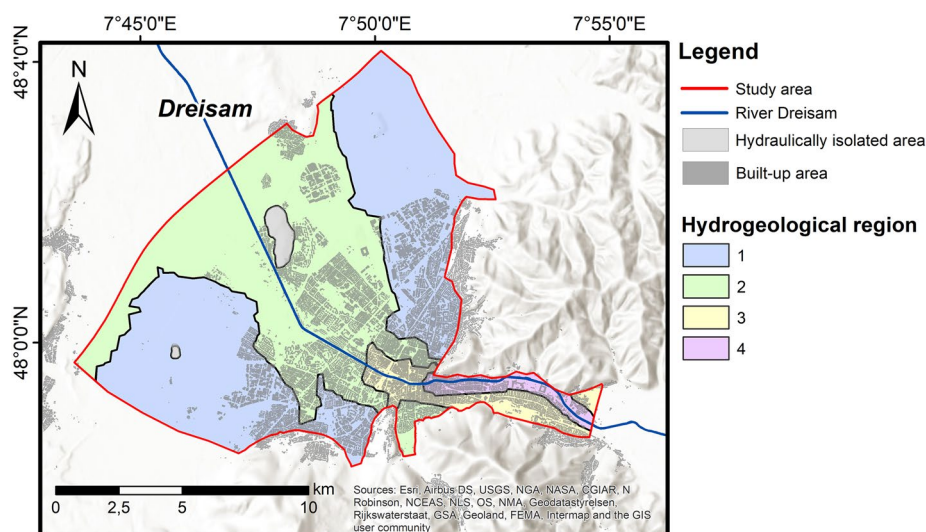 7°45'0"E 7°50'0"E 7°55'0"E
48°4'0"N
48°0'0"N
N
Dreisam
Legend
Study area
River Dreisam
Hydraulically isolated area
Built-up area
Hydrogeological region
1
2
3
4
km
0 2,5 5 10
Sources: Esri, Airbus DS, USGS, NGA, NASA, CGIAR, N
Robinson, NCEAS, NLS, OS, NMA, Geodatastyrelsen,
Rijkswaterstaat, GSA, Geoland, FEMA, Intermap and the GIS
user community